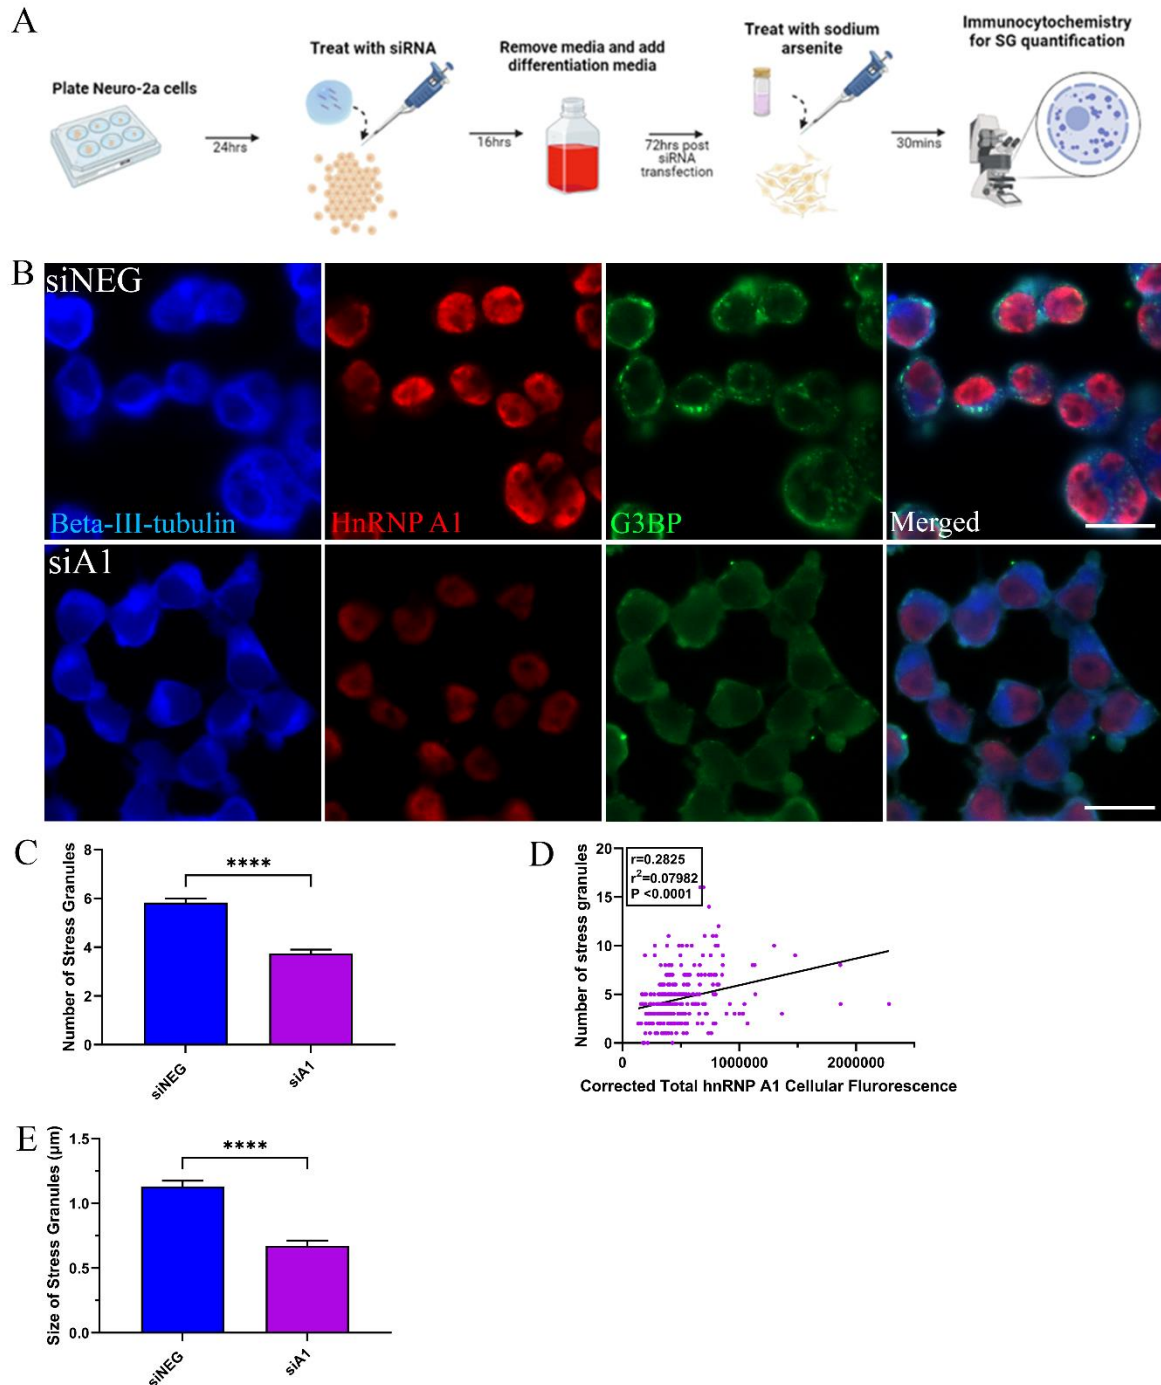 A
Plate Neuro-2a cells
24hrs
Treat with siRNA
16hrs
Remove media and add
differentiation media
72hrs post
siRNA
transfection
Treat with sodium
arsenite
30mins
Immunocytochemistry
for SG quantification
B
siNEG
Beta-III-tubulin
HnRNP A1
G3BP
Merged
siA1
C
Number of Stress Granules
8
6
4
2
0
****
siNEG
siA1
D
Number of stress granules
20
15
10
5
0
r=0.2825
r²=0.07982
P <0.0001
0
1000000
2000000
Corrected Total hnRNP A1 Cellular Flurorescence
E
Size of Stress Granules (μm)
1.5
1.0
0.5
0.0
****
siNEG
siA1